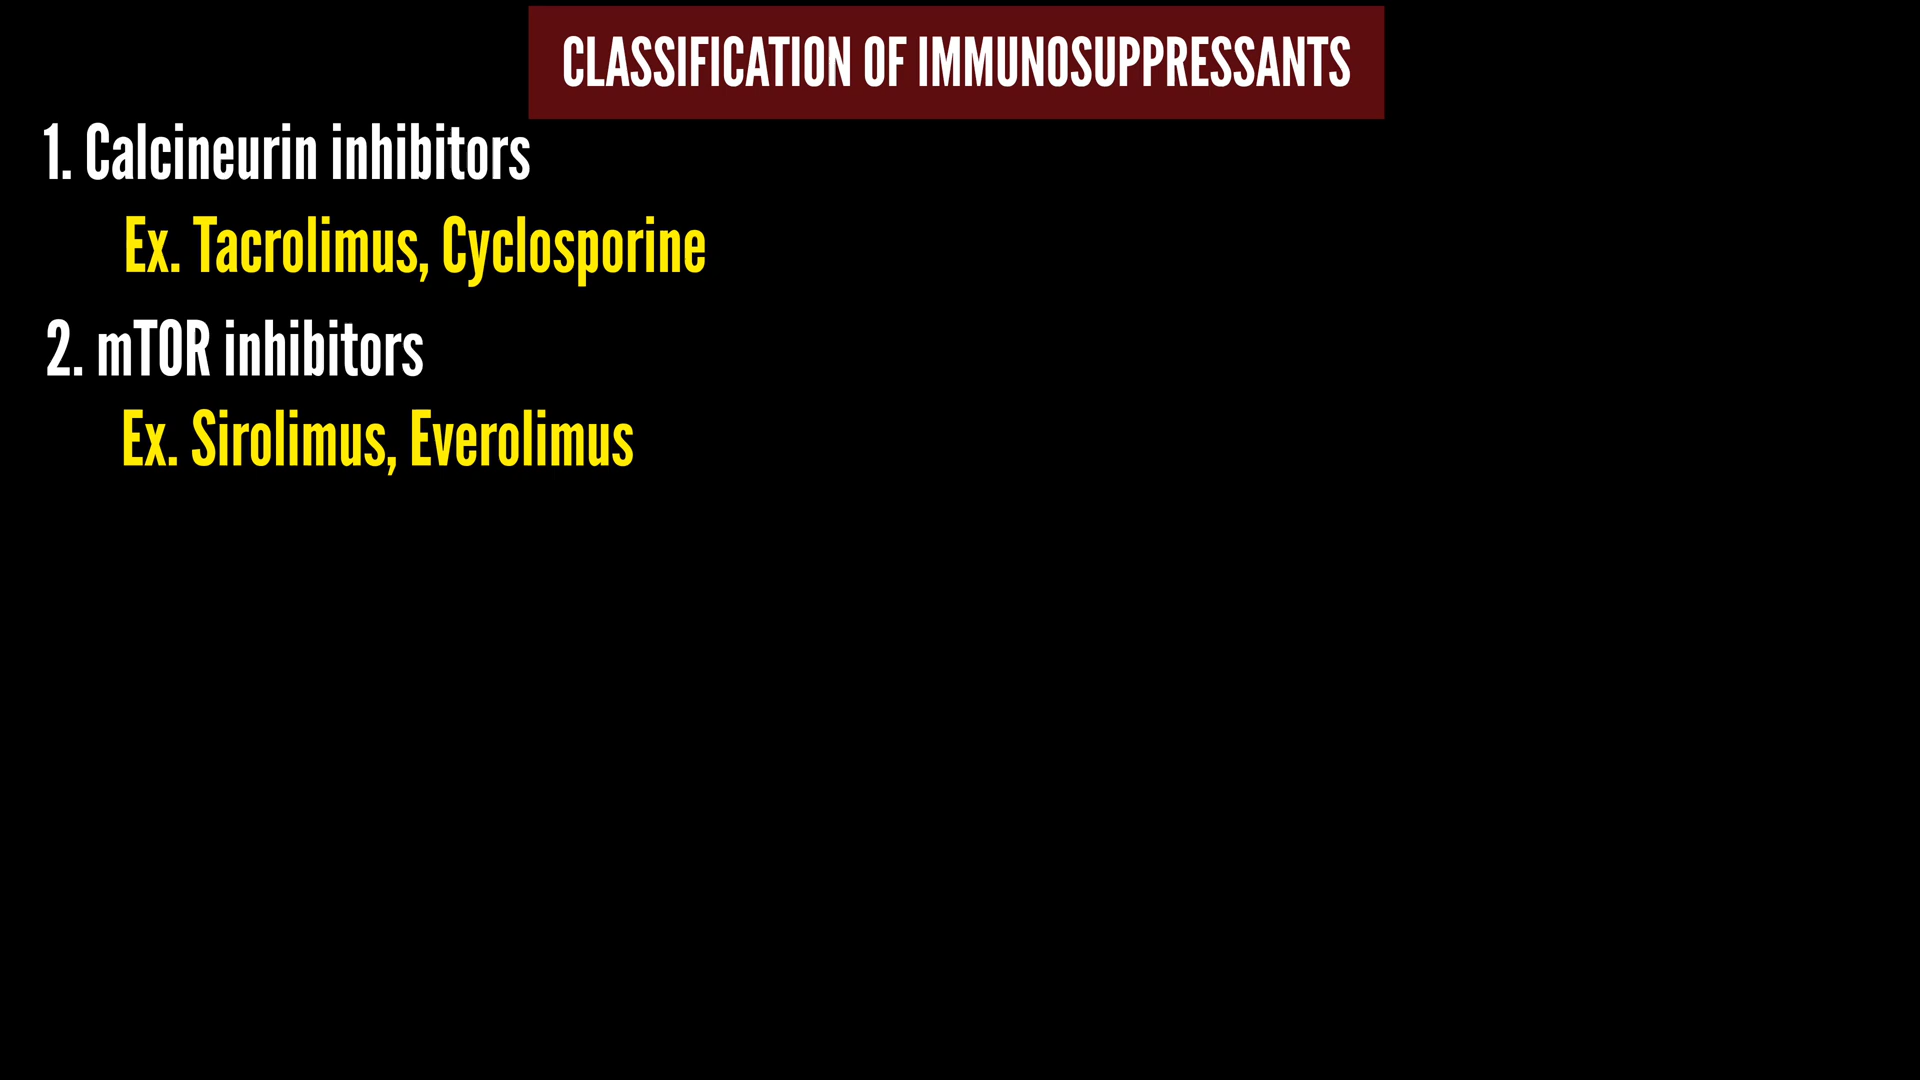 CLASSIFICATION OF IMMUNOSUPPRESSANTS
1. Calcineurin inhibitors
Ex. Tacrolimus, Cyclosporine
2. mTOR inhibitors
Ex. Sirolimus, Everolimus